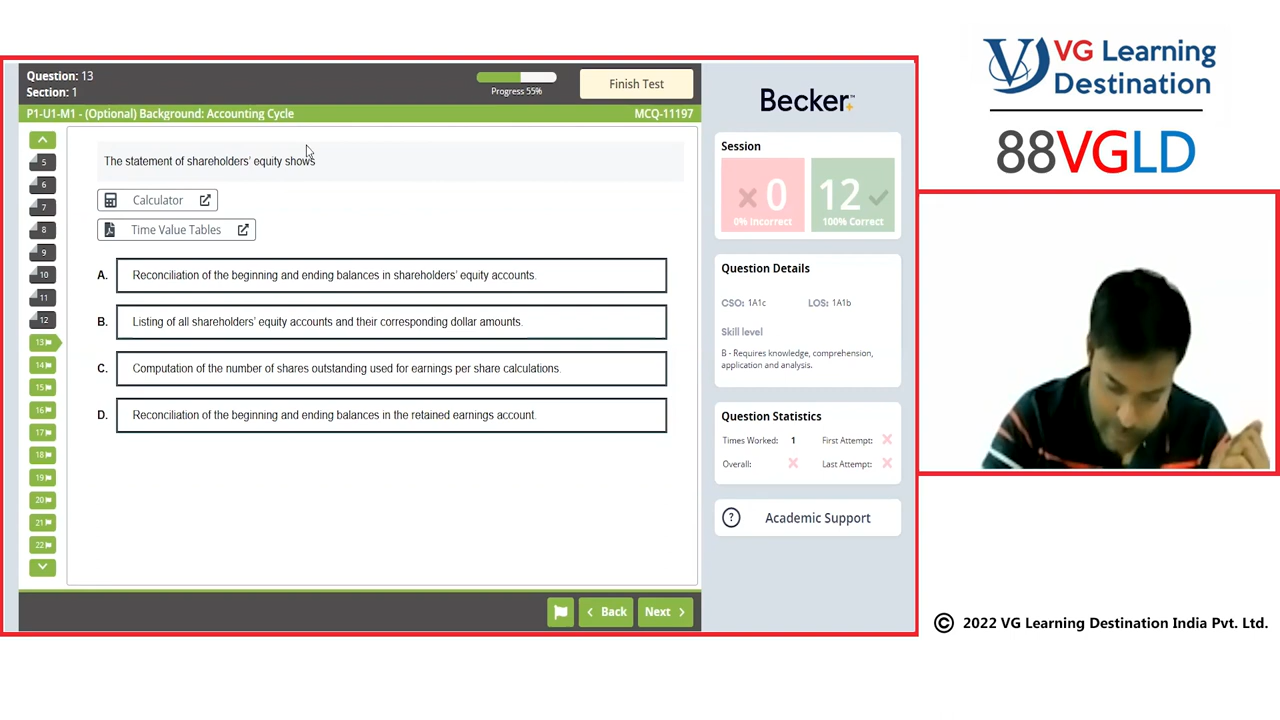 Question: 13
Section: 1
Progress 55%
Finish Test
P1-U1-M1 - (Optional) Background: Accounting Cycle
MCQ-11197
5
6
7
8
9
10
11
12
13
14
15
16
17
18
19
20
21
22
The statement of shareholders' equity shows
Calculator
Time Value Tables
A. Reconciliation of the beginning and ending balances in shareholders' equity accounts.
B. Listing of all shareholders' equity accounts and their corresponding dollar amounts.
C. Computation of the number of shares outstanding used for earnings per share calculations.
D. Reconciliation of the beginning and ending balances in the retained earnings account.
Back
Next
Becker
Session
0
0% Incorrect
12
100% Correct
Question Details
CSO: 1A1c
LOS: 1A1b
Skill level
B - Requires knowledge, comprehension,
application and analysis.
Question Statistics
Times Worked: 1
First Attempt:
Overall:
Last Attempt:
? Academic Support
VG Learning
Destination
88VGLD
© 2022 VG Learning Destination India Pvt. Ltd.